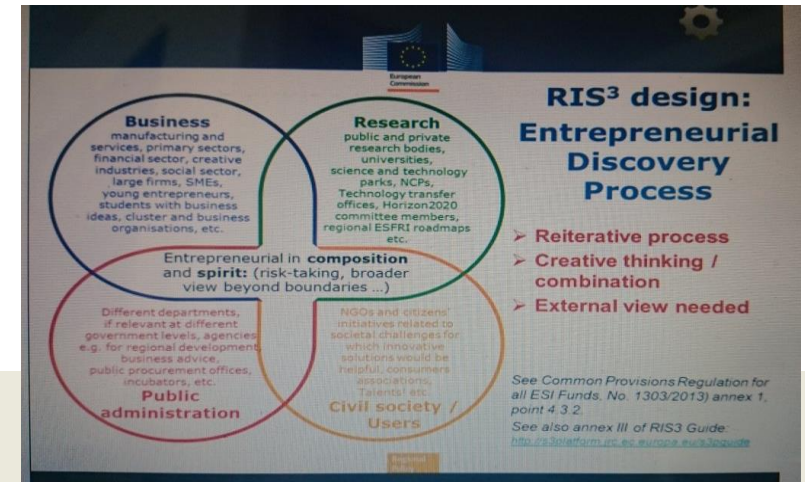 European
Commission
RIS³ design:
Entrepreneurial
Discovery
Process
Business
manufacturing and
services, primary sectors,
financial sector, creative
industries, social sector,
large firms, SMEs,
young entrepreneurs,
students with business
ideas, cluster and business
organisations, etc.
Research
public and private
research bodies,
universities,
science and technology
parks, NCPs,
Technology transfer
offices, Horizon2020
committee members,
regional ESFRI roadmaps
etc.
Entrepreneurial in composition
and spirit: (risk-taking, broader
view beyond boundaries ...)
Different departments,
if relevant at different
government levels, agencies
e.g. for regional development,
business advice,
public procurement offices,
incubators, etc.
Public
administration
NGOs and citizens'
initiatives related to
societal challenges for
which innovative
solutions would be
helpful, consumers
associations,
Talents! etc.
Civil society /
Users
➢ Reiterative process
➢ Creative thinking /
combination
➢ External view needed
See Common Provisions Regulation for
all ESI Funds. No. 1303/2013) annex 1,
point 4.3.2.
See also annex III of RIS3 Guide:
http://s3platform.jrc.ec.europa.eu/s3pguide
Regional